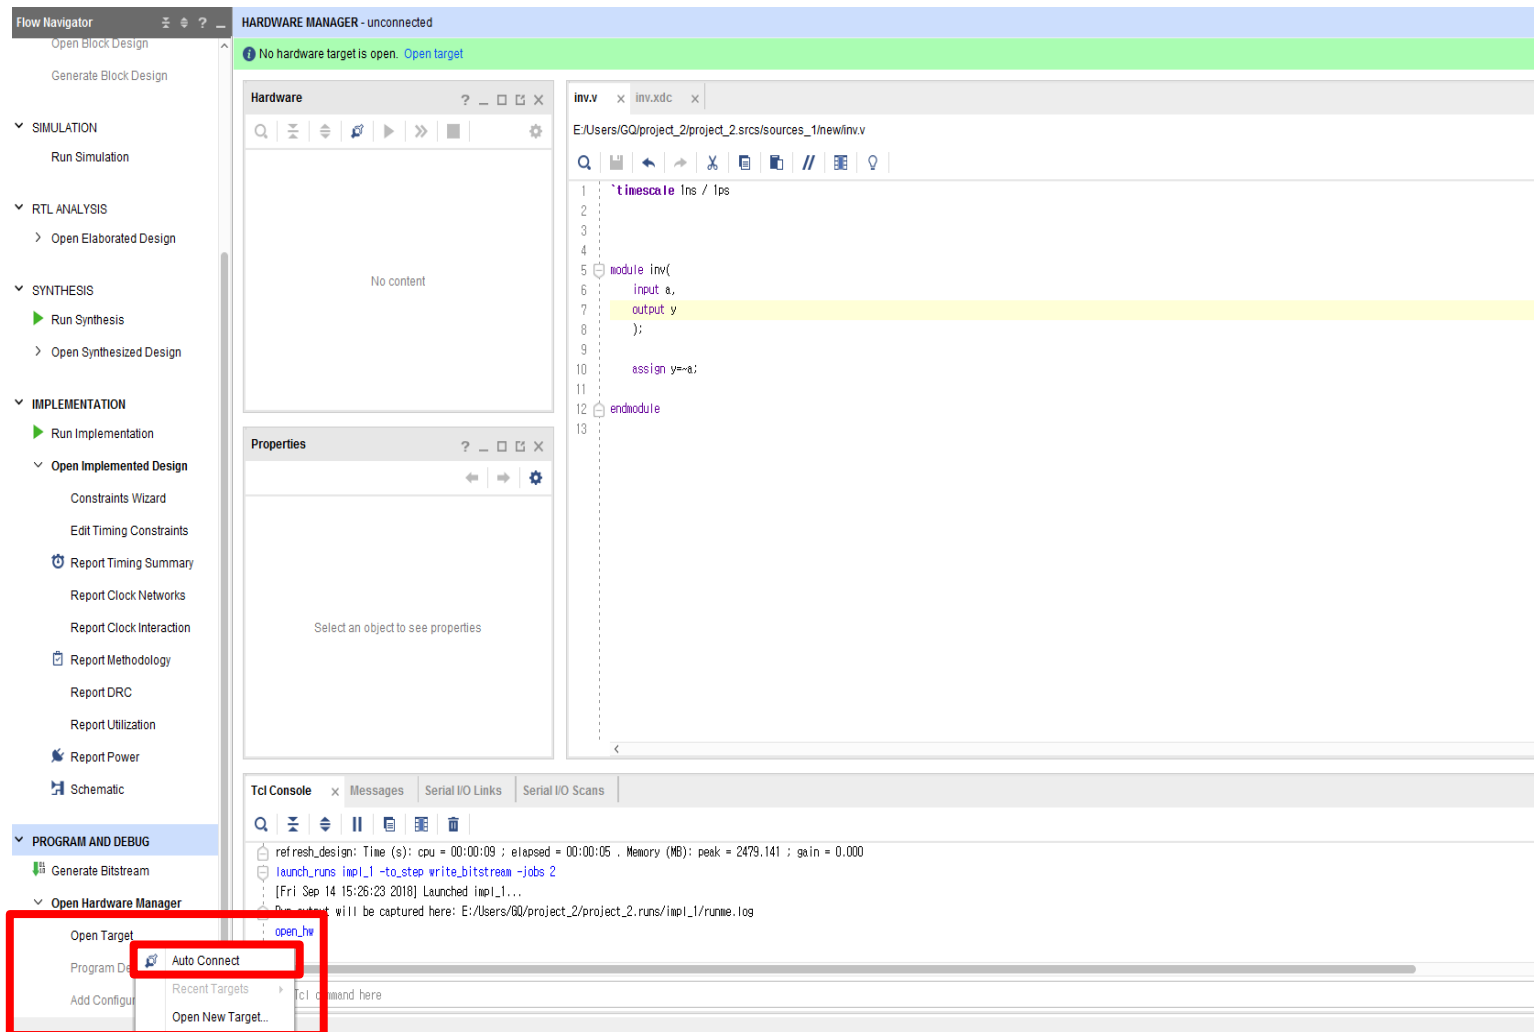 Flow Navigator
?
HARDWARE MANAGER - unconnected
Open Block Design
No hardware target is open. Open target
Generate Block Design
SIMULATION
Run Simulation
RTL ANALYSIS
Open Elaborated Design
SYNTHESIS
Run Synthesis
Open Synthesized Design
IMPLEMENTATION
Run Implementation
Open Implemented Design
Constraints Wizard
Edit Timing Constraints
Report Timing Summary
Report Clock Networks
Report Clock Interaction
Report Methodology
Report DRC
Report Utilization
Report Power
Schematic
PROGRAM AND DEBUG
Generate Bitstream
Open Hardware Manager
Open Target
Program De
Add Configu
Auto Connect
Recent Targets
Open New Target...
Hardware
?
No content
Properties
?
Select an object to see properties
inv.v
inv.xdc
E:/Users/GQ/project_2/project_2.srcs/sources_1/new/inv.v
//
1 `timescale 1ns / 1ps
2
3
4
5 module inv(
6 input a,
7 output y
8 );
9
10 assign y=~a;
11
12 endmodule
13
Tcl Console
Messages
Serial I/O Links
Serial I/O Scans
refresh_design: Time (s): cpu = 00:00:09 ; elapsed = 00:00:05 . Memory (MB): peak = 2479.141 ; gain = 0.000
launch_runs impl_1 -to_step write_bitstream -jobs 2
[Fri Sep 14 15:26:23 2018] Launched impl_1...
Run output will be captured here: E:/Users/GQ/project_2/project_2.runs/impl_1/runme.log
open_hw
Tcl command here